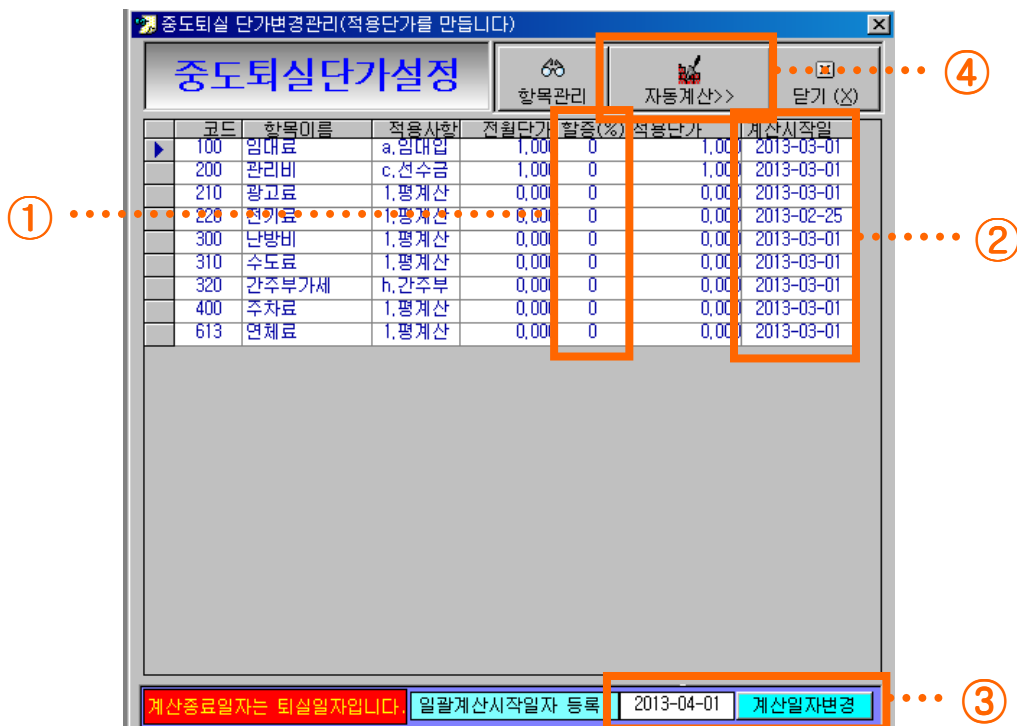 중도퇴실 단가변경관리(적용단가를 만듭니다)
중도퇴실단가설정
항목관리
자동계산>>
닫기 (X)
④
코드 항목이름 적용사항 전월단가 할증(%) 적용단가 계산시작일
100 임대료 a.임대입 1,000 0 1,000 2013-03-01
200 관리비 c.선수금 1,000 0 1,000 2013-03-01
210 광고료 1.평계산 0,000 0 0,000 2013-03-01
220 전기료 1.평계산 0,000 0 0,000 2013-02-25
300 난방비 1.평계산 0,000 0 0,000 2013-03-01
310 수도료 1.평계산 0,000 0 0,000 2013-03-01
320 간주부가세 h.간주부 0,000 0 0,000 2013-03-01
400 주차료 1.평계산 0,000 0 0,000 2013-03-01
613 연체료 1.평계산 0,000 0 0,000 2013-03-01
①
②
계산종료일자는 퇴실일자입니다. 일괄계산시작일자 등록 2013-04-01 계산일자변경
③